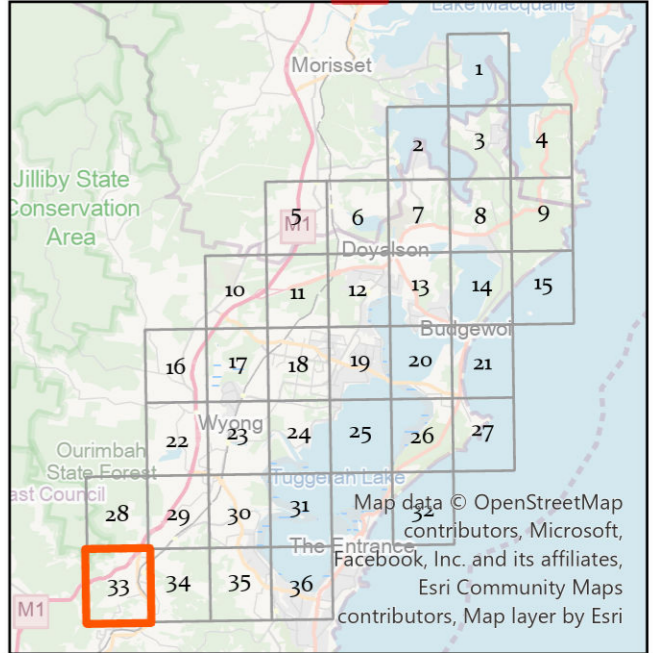 Lake Macquarie
Morisset
1
2
3
4
Jilliby State
Conservation
Area
5
M1
6
7
8
9
Doyalson
10
11
12
13
14
15
Budgewoi
16
17
18
19
20
21
Wyong
22
23
24
25
26
27
Ourimbah
State Forest
ast Council
Tuggerah Lake
28
29
30
31
32
The Entrance
33
34
35
36
M1
Map data © OpenStreetMap
contributors, Microsoft,
Facebook, Inc. and its affiliates,
Esri Community Maps
contributors, Map layer by Esri